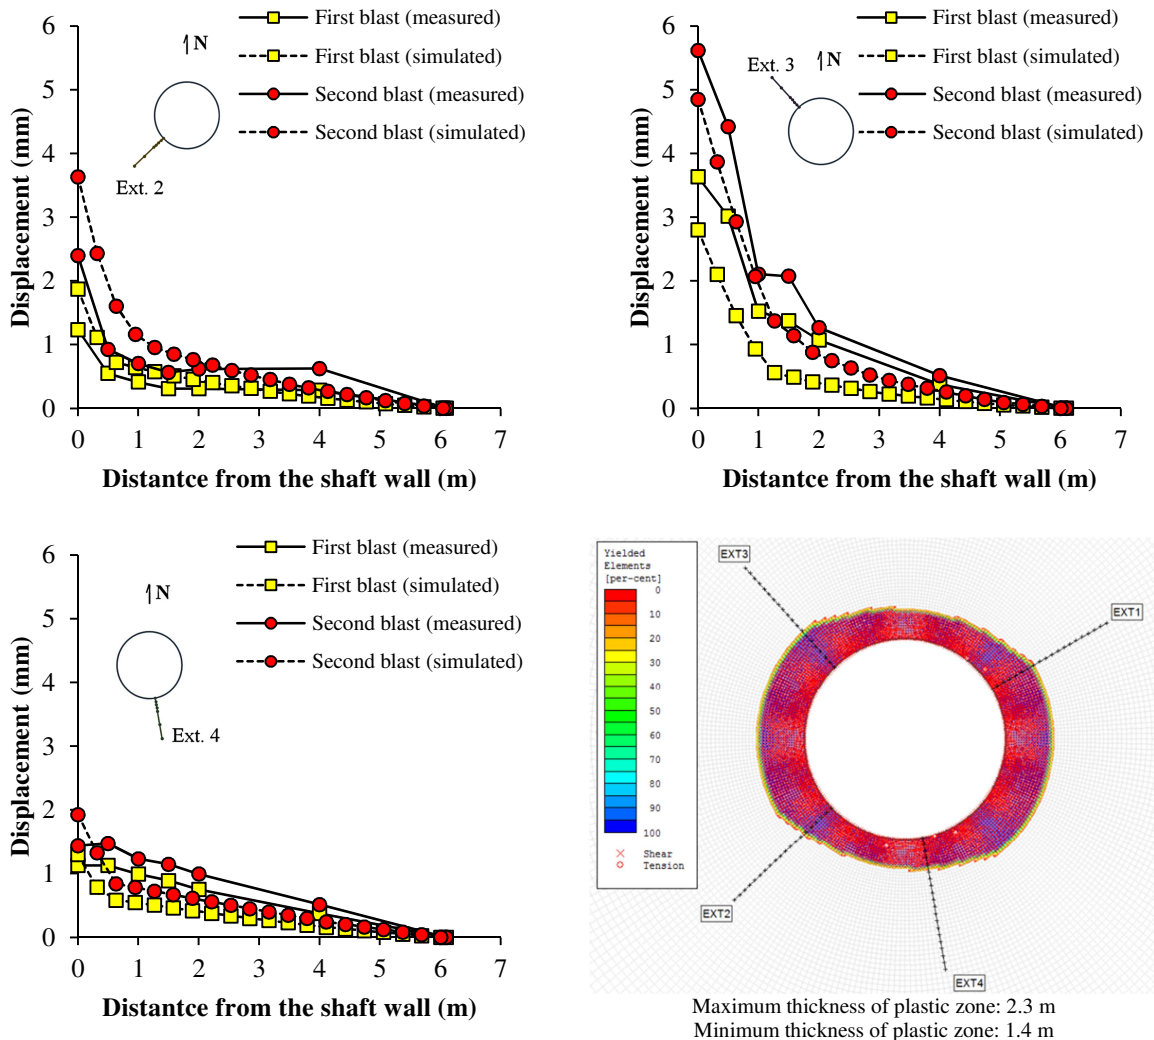 First blast (measured)
First blast (simulated)
Second blast (measured)
Second blast (simulated)
N
Ext. 2
6
5
4
3
2
1
0
Displacement (mm)
0 1 2 3 4 5 6 7
Distantce from the shaft wall (m)
First blast (measured)
First blast (simulated)
Second blast (measured)
Second blast (simulated)
Ext. 3
N
6
5
4
3
2
1
0
Displacement (mm)
0 1 2 3 4 5 6 7
Distantce from the shaft wall (m)
First blast (measured)
First blast (simulated)
Second blast (measured)
Second blast (simulated)
N
Ext. 4
6
5
4
3
2
1
0
Displacement (mm)
0 1 2 3 4 5 6 7
Distantce from the shaft wall (m)
Yielded
Elements
[per-cent]
0
10
20
30
40
50
60
70
80
90
100
Shear
Tension
EXT3
EXT1
EXT2
EXT4
Maximum thickness of plastic zone: 2.3 m
Minimum thickness of plastic zone: 1.4 m